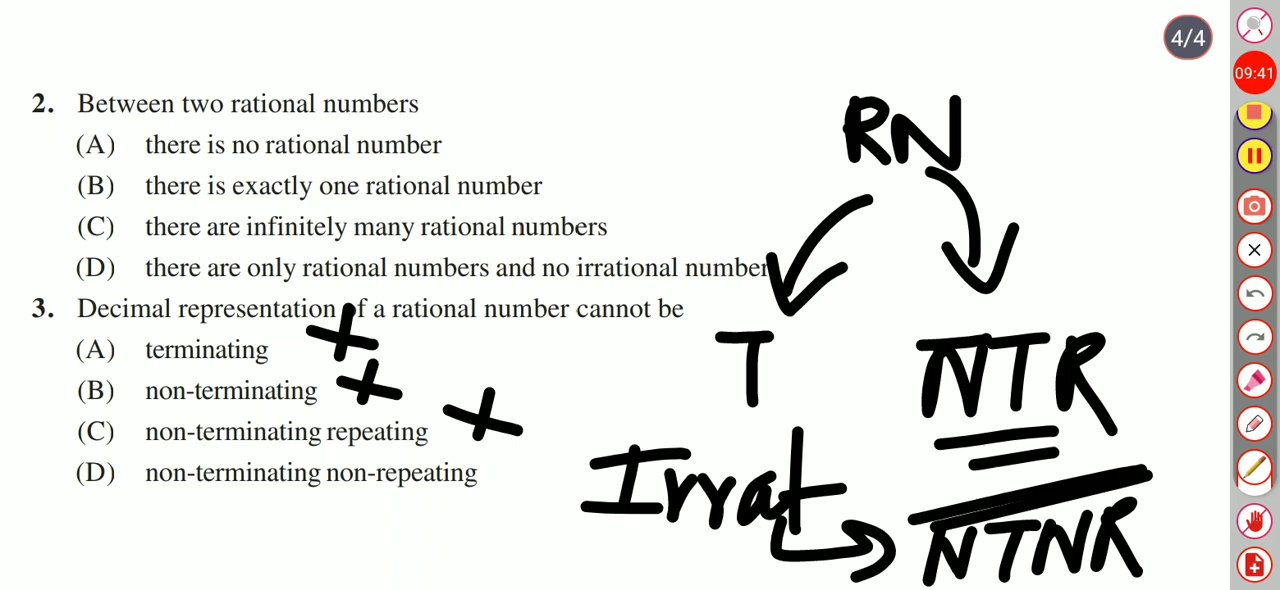 4/4
09:41
2. Between two rational numbers
(A) there is no rational number
(B) there is exactly one rational number
(C) there are infinitely many rational numbers
(D) there are only rational numbers and no irrational number
3. Decimal representation of a rational number cannot be
(A) terminating
(B) non-terminating
(C) non-terminating repeating
(D) non-terminating non-repeating
RN
T NTR
Irrat NTNR